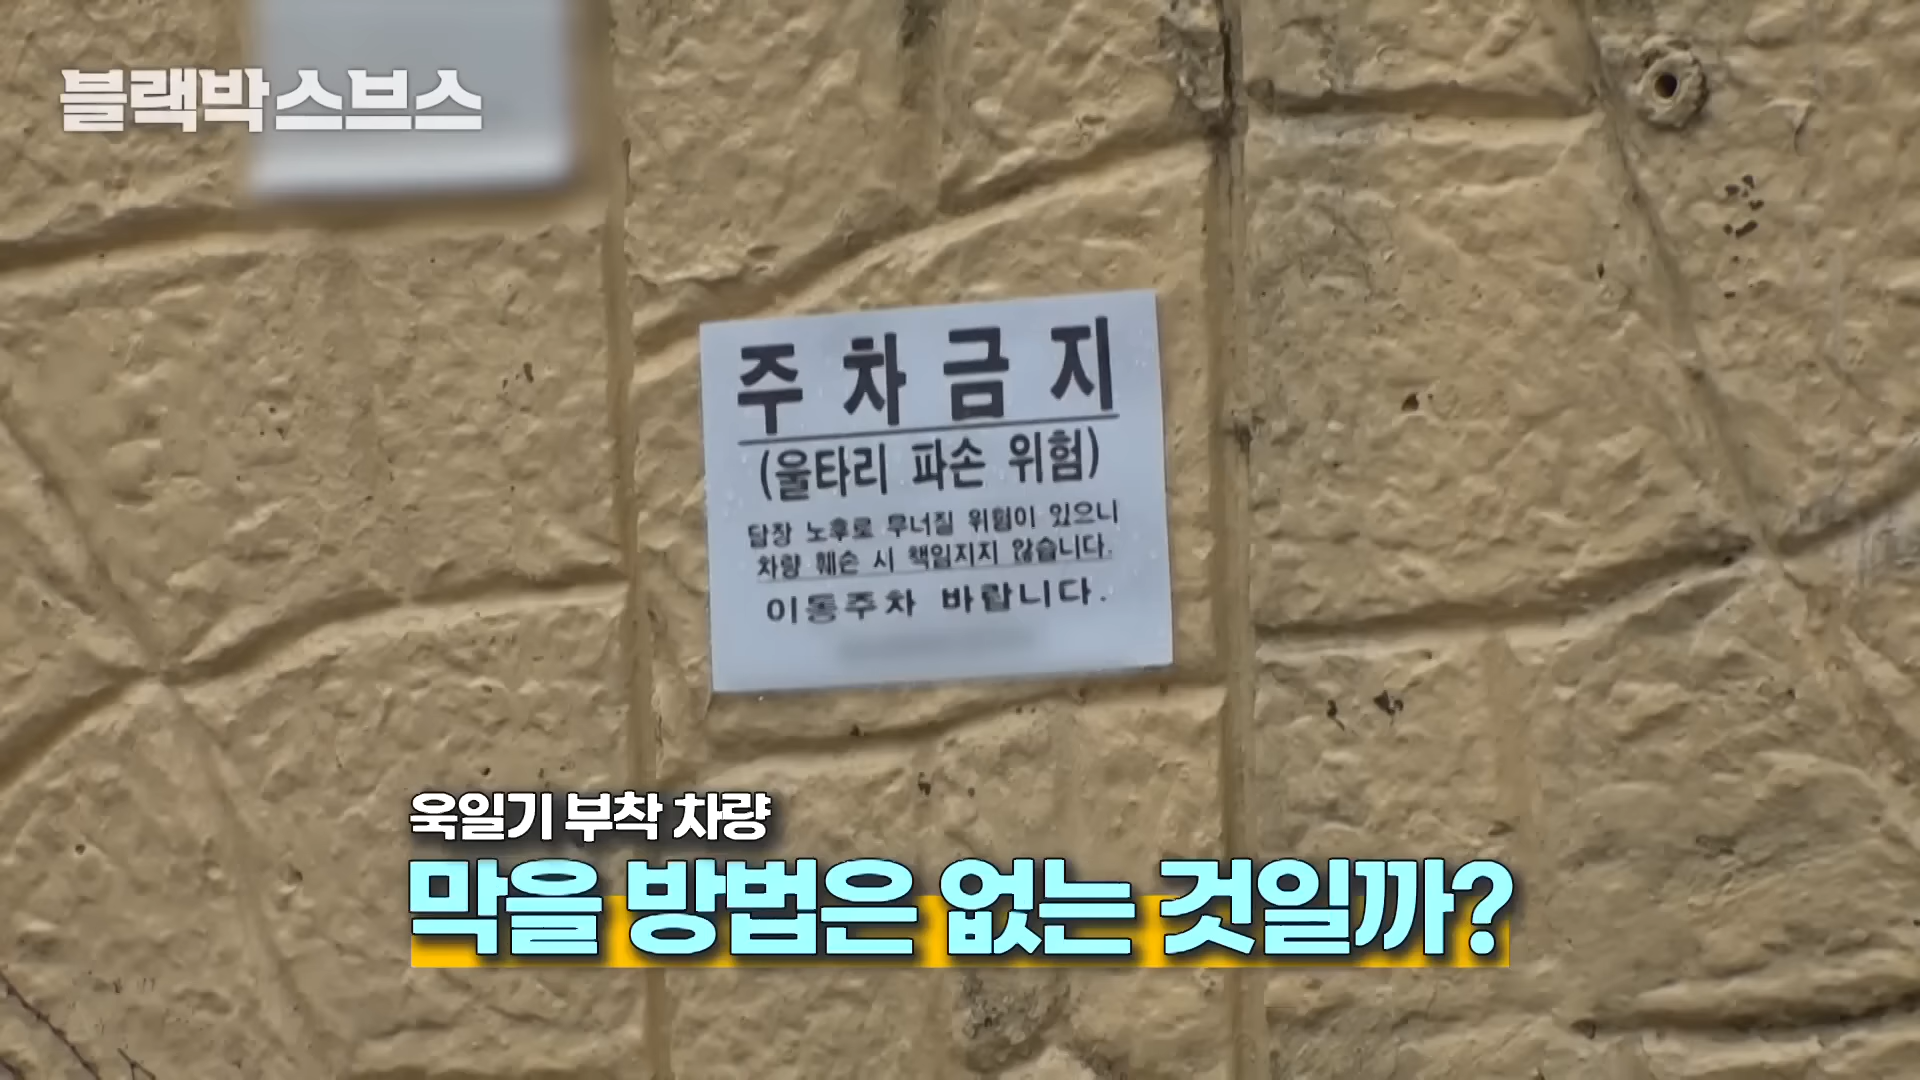 블랙박스브스
주차금지
(울타리 파손 위험)
담장 노후로 무너질 위험이 있으니
차량 훼손 시 책임지지 않습니다.
이동주차 바랍니다.
욱일기 부착 차량
막을 방법은 없는 것일까?